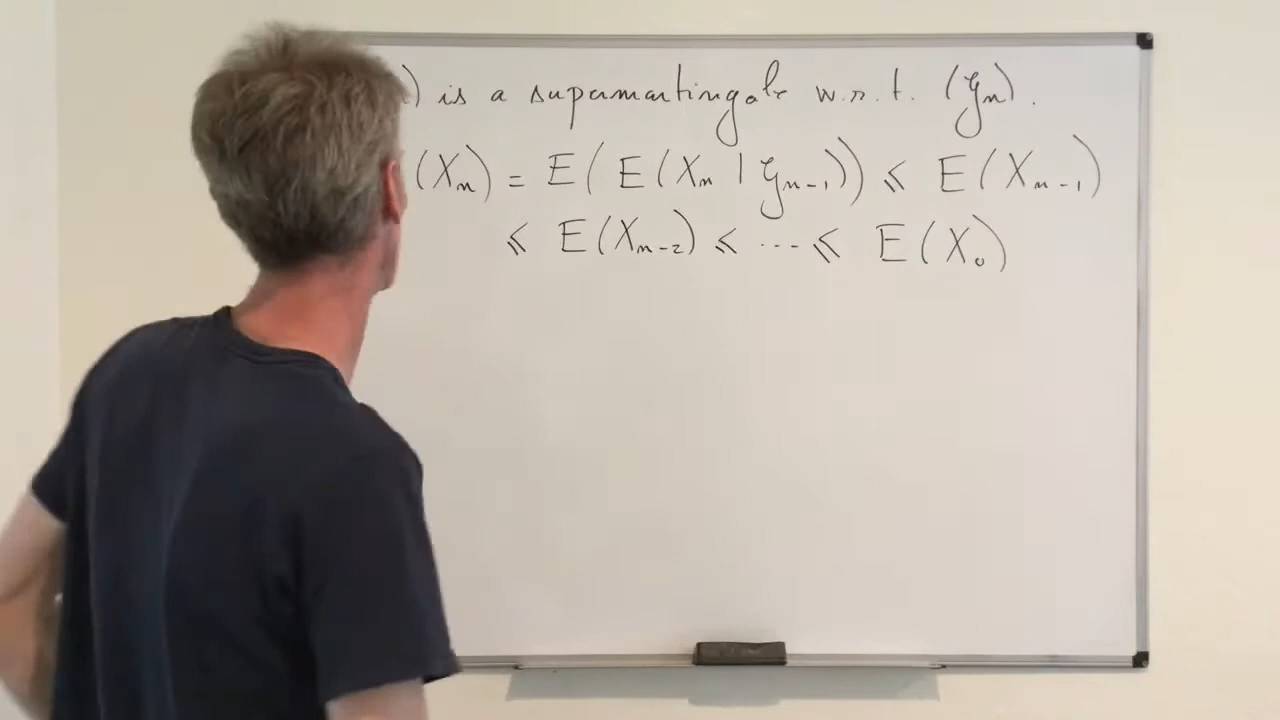 ) is a supermartingale w.r.t. (𝒢ₙ).
(Xₙ) = E(E(Xₙ | 𝒢ₙ₋₁)) ≤ E(Xₙ₋₁)
≤ E(Xₙ₋₂) ≤ ... ≤ E(X₀)